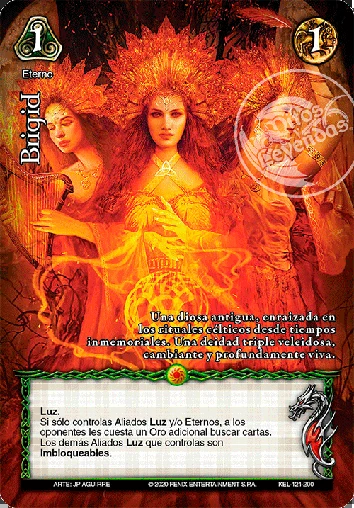 1
1
Eterno
Brigid
Mitos y
Leyendas
Una diosa antigua, enraizada en
los rituales célticos desde tiempos
inmemoriales. Una deidad triple veleidosa,
cambiante y profundamente viva.
Luz.
Si sólo controlas Aliados Luz y/o Eternos, a los
oponentes les cuesta un Oro adicional buscar cartas.
Los demás Aliados Luz que controlas son
Imbloqueables.
ARTE: JP AGUIRRE
© 2020 FENIX ENTERTAINMENT S.P.A.
KEL-121-200